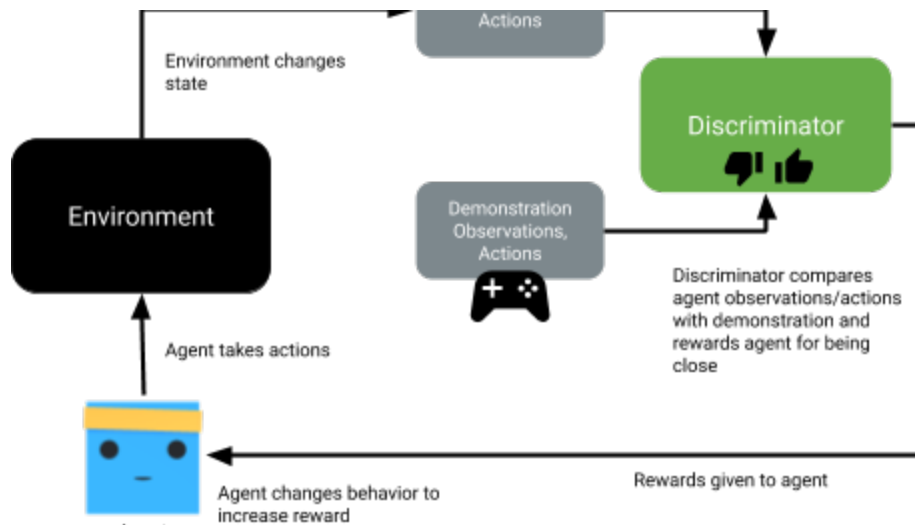 Actions
Environment changes
state
Discriminator
Environment
Demonstration
Observations,
Actions
Discriminator compares
agent observations/actions
with demonstration and
rewards agent for being
close
Agent takes actions
Rewards given to agent
Agent changes behavior to
increase reward